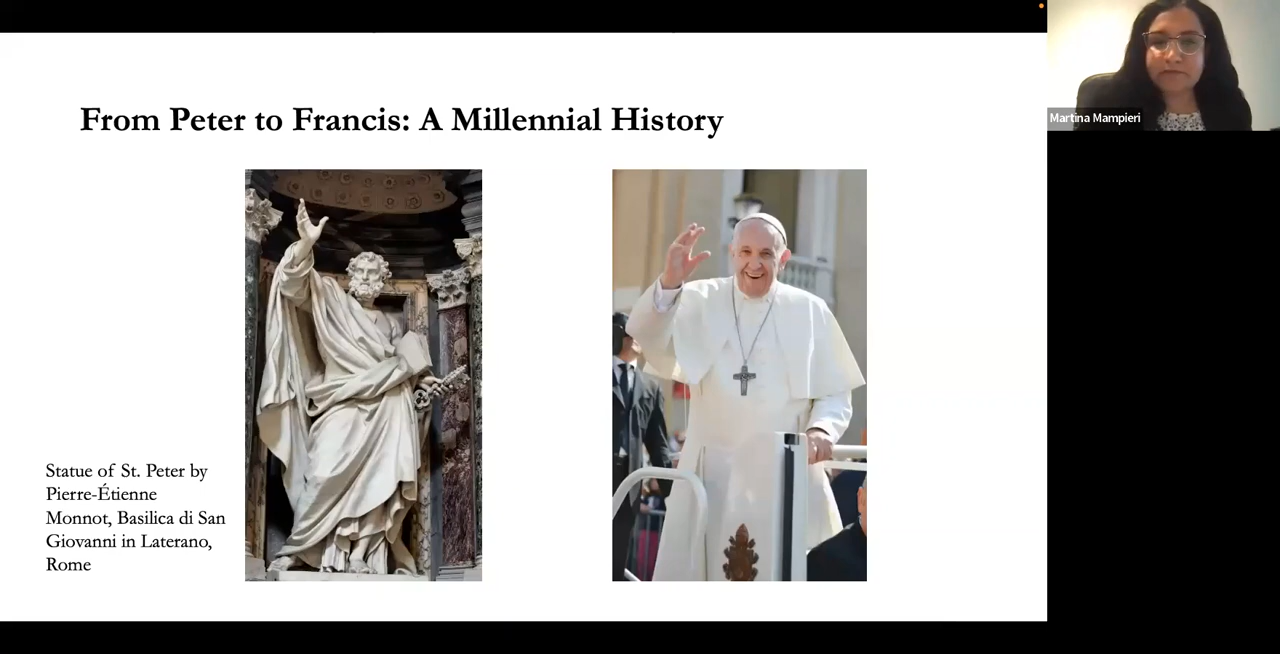 From Peter to Francis: A Millennial History
Martina Mampieri
Statue of St. Peter by
Pierre-Étienne
Monnot, Basilica di San
Giovanni in Laterano,
Rome